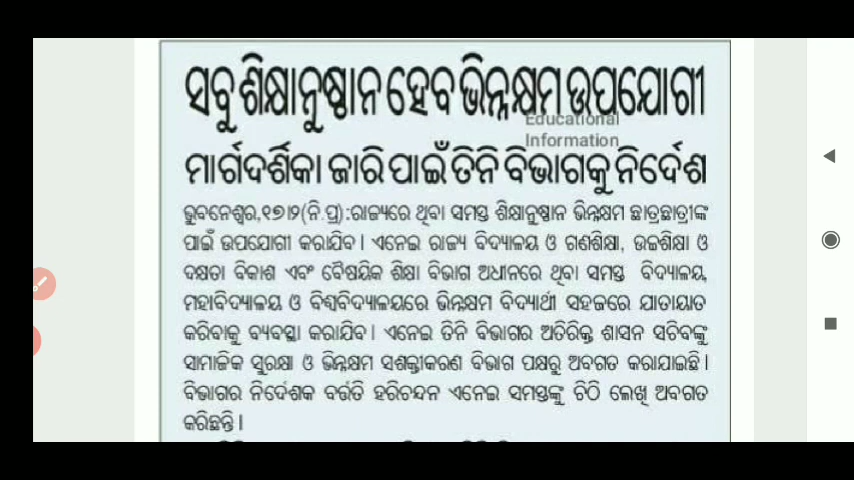 ସବୁ ଶିକ୍ଷାନୁଷ୍ଠାନ ହେବ ଭିନ୍ନକ୍ଷମ ଉପଯୋଗୀ
Educational
Information
ମାର୍ଗଦର୍ଶିକା ଜାରି ପାଇଁ ତିନି ବିଭାଗକୁ ନିର୍ଦେଶ
ଭୁବନେଶ୍ୱର,୧୭।୨(ନି.ପ୍ର):ରାଜ୍ୟରେ ଥିବା ସମସ୍ତ ଶିକ୍ଷାନୁଷ୍ଠାନ ଭିନ୍ନକ୍ଷମ ଛାତ୍ରଛାତ୍ରୀଙ୍କ
ପାଇଁ ଉପଯୋଗୀ କରାଯିବ। ଏନେଇ ରାଜ୍ୟ ବିଦ୍ୟାଳୟ ଓ ଗଣଶିକ୍ଷା, ଉଚ୍ଚଶିକ୍ଷା ଓ
ଦକ୍ଷତା ବିକାଶ ଏବଂ ବୈଷୟିକ ଶିକ୍ଷା ବିଭାଗ ଅଧୀନରେ ଥିବା ସମସ୍ତ ବିଦ୍ୟାଳୟ,
ମହାବିଦ୍ୟାଳୟ ଓ ବିଶ୍ୱବିଦ୍ୟାଳୟରେ ଭିନ୍ନକ୍ଷମ ବିଦ୍ୟାର୍ଥୀ ସହଜରେ ଯାତାୟାତ
କରିବାକୁ ବ୍ୟବସ୍ଥା କରାଯିବ। ଏନେଇ ତିନି ବିଭାଗର ଅତିରିକ୍ତ ଶାସନ ସଚିବଙ୍କୁ
ସାମାଜିକ ସୁରକ୍ଷା ଓ ଭିନ୍ନକ୍ଷମ ସଶକ୍ତୀକରଣ ବିଭାଗ ପକ୍ଷରୁ ଅବଗତ କରାଯାଇଛି।
ବିଭାଗର ନିର୍ଦେଶକ ବର୍ତ୍ତତି ହରିଚନ୍ଦନ ଏନେଇ ସମସ୍ତଙ୍କୁ ଚିଠି ଲେଖି ଅବଗତ
କରିଛନ୍ତି।